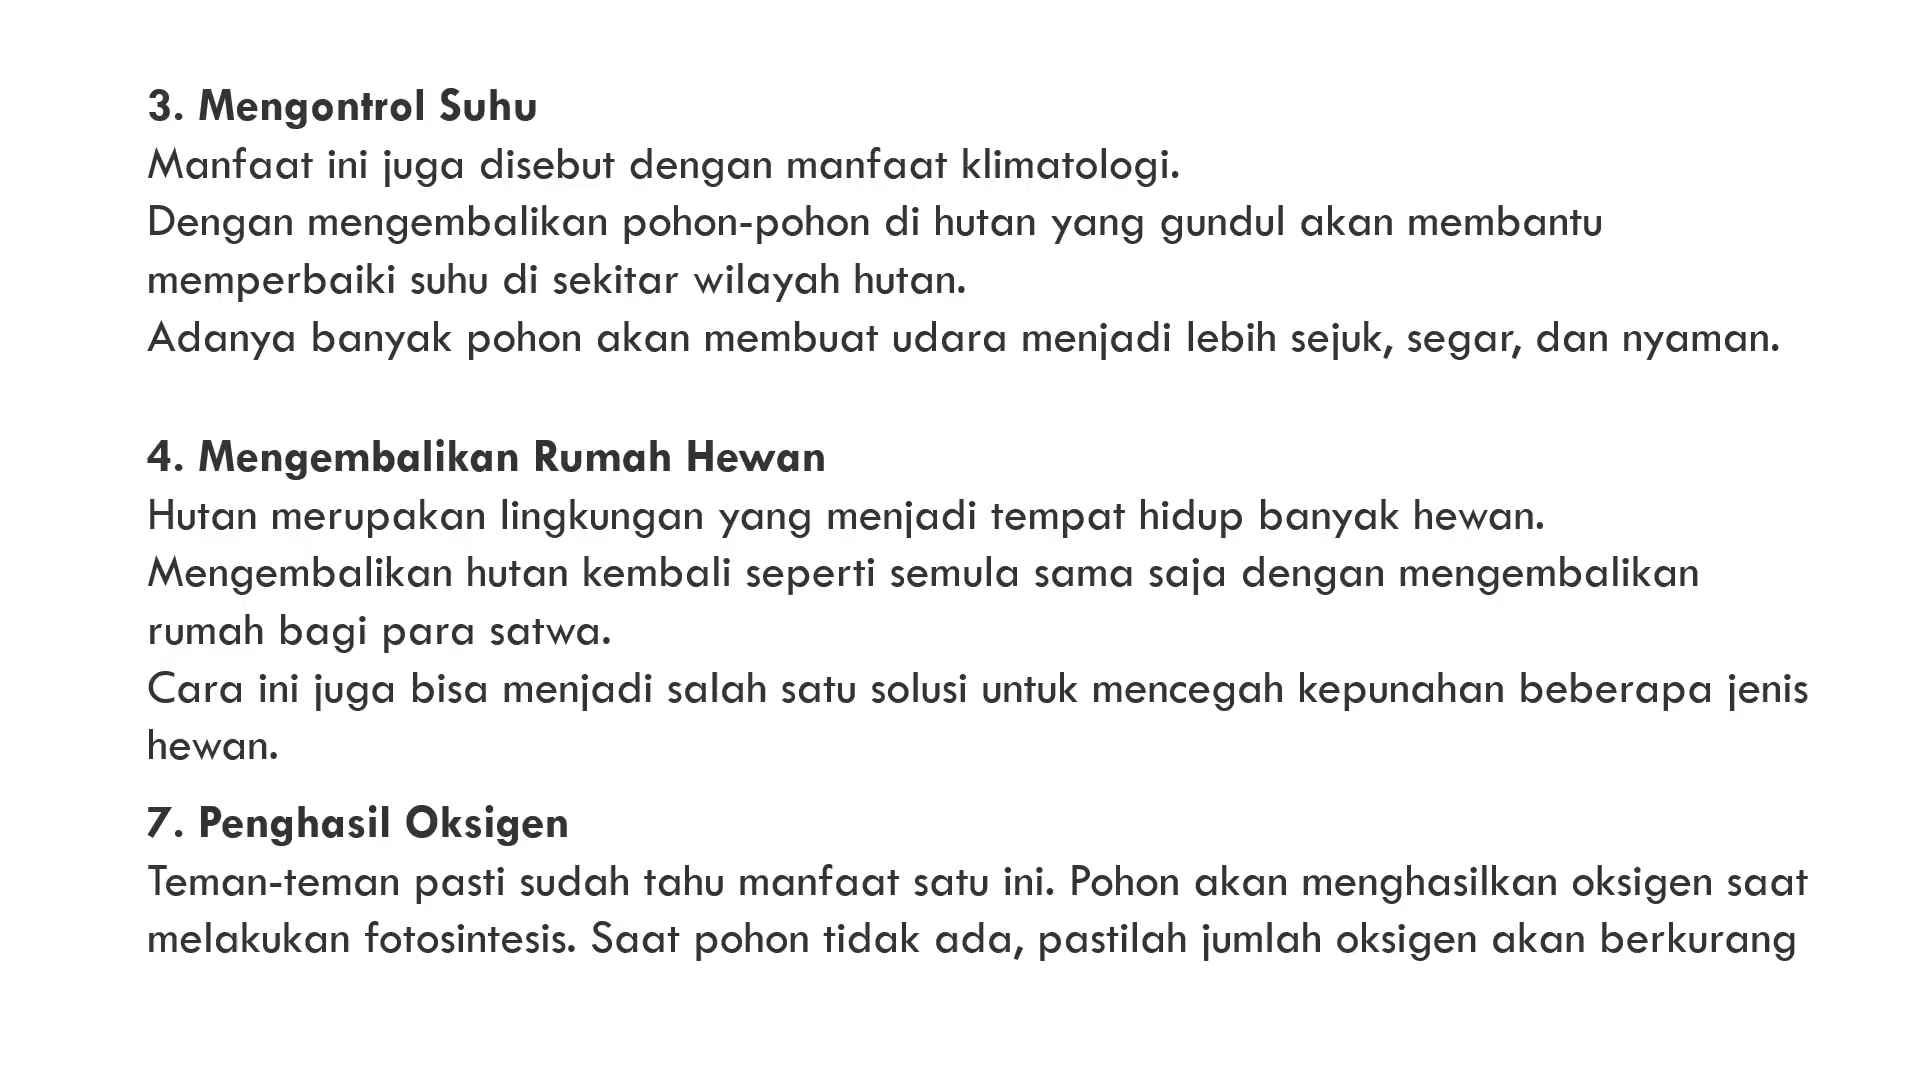 3. Mengontrol Suhu
Manfaat ini juga disebut dengan manfaat klimatologi.
Dengan mengembalikan pohon-pohon di hutan yang gundul akan membantu
memperbaiki suhu di sekitar wilayah hutan.
Adanya banyak pohon akan membuat udara menjadi lebih sejuk, segar, dan nyaman.
4. Mengembalikan Rumah Hewan
Hutan merupakan lingkungan yang menjadi tempat hidup banyak hewan.
Mengembalikan hutan kembali seperti semula sama saja dengan mengembalikan
rumah bagi para satwa.
Cara ini juga bisa menjadi salah satu solusi untuk mencegah kepunahan beberapa jenis
hewan.
7. Penghasil Oksigen
Teman-teman pasti sudah tahu manfaat satu ini. Pohon akan menghasilkan oksigen saat
melakukan fotosintesis. Saat pohon tidak ada, pastilah jumlah oksigen akan berkurang